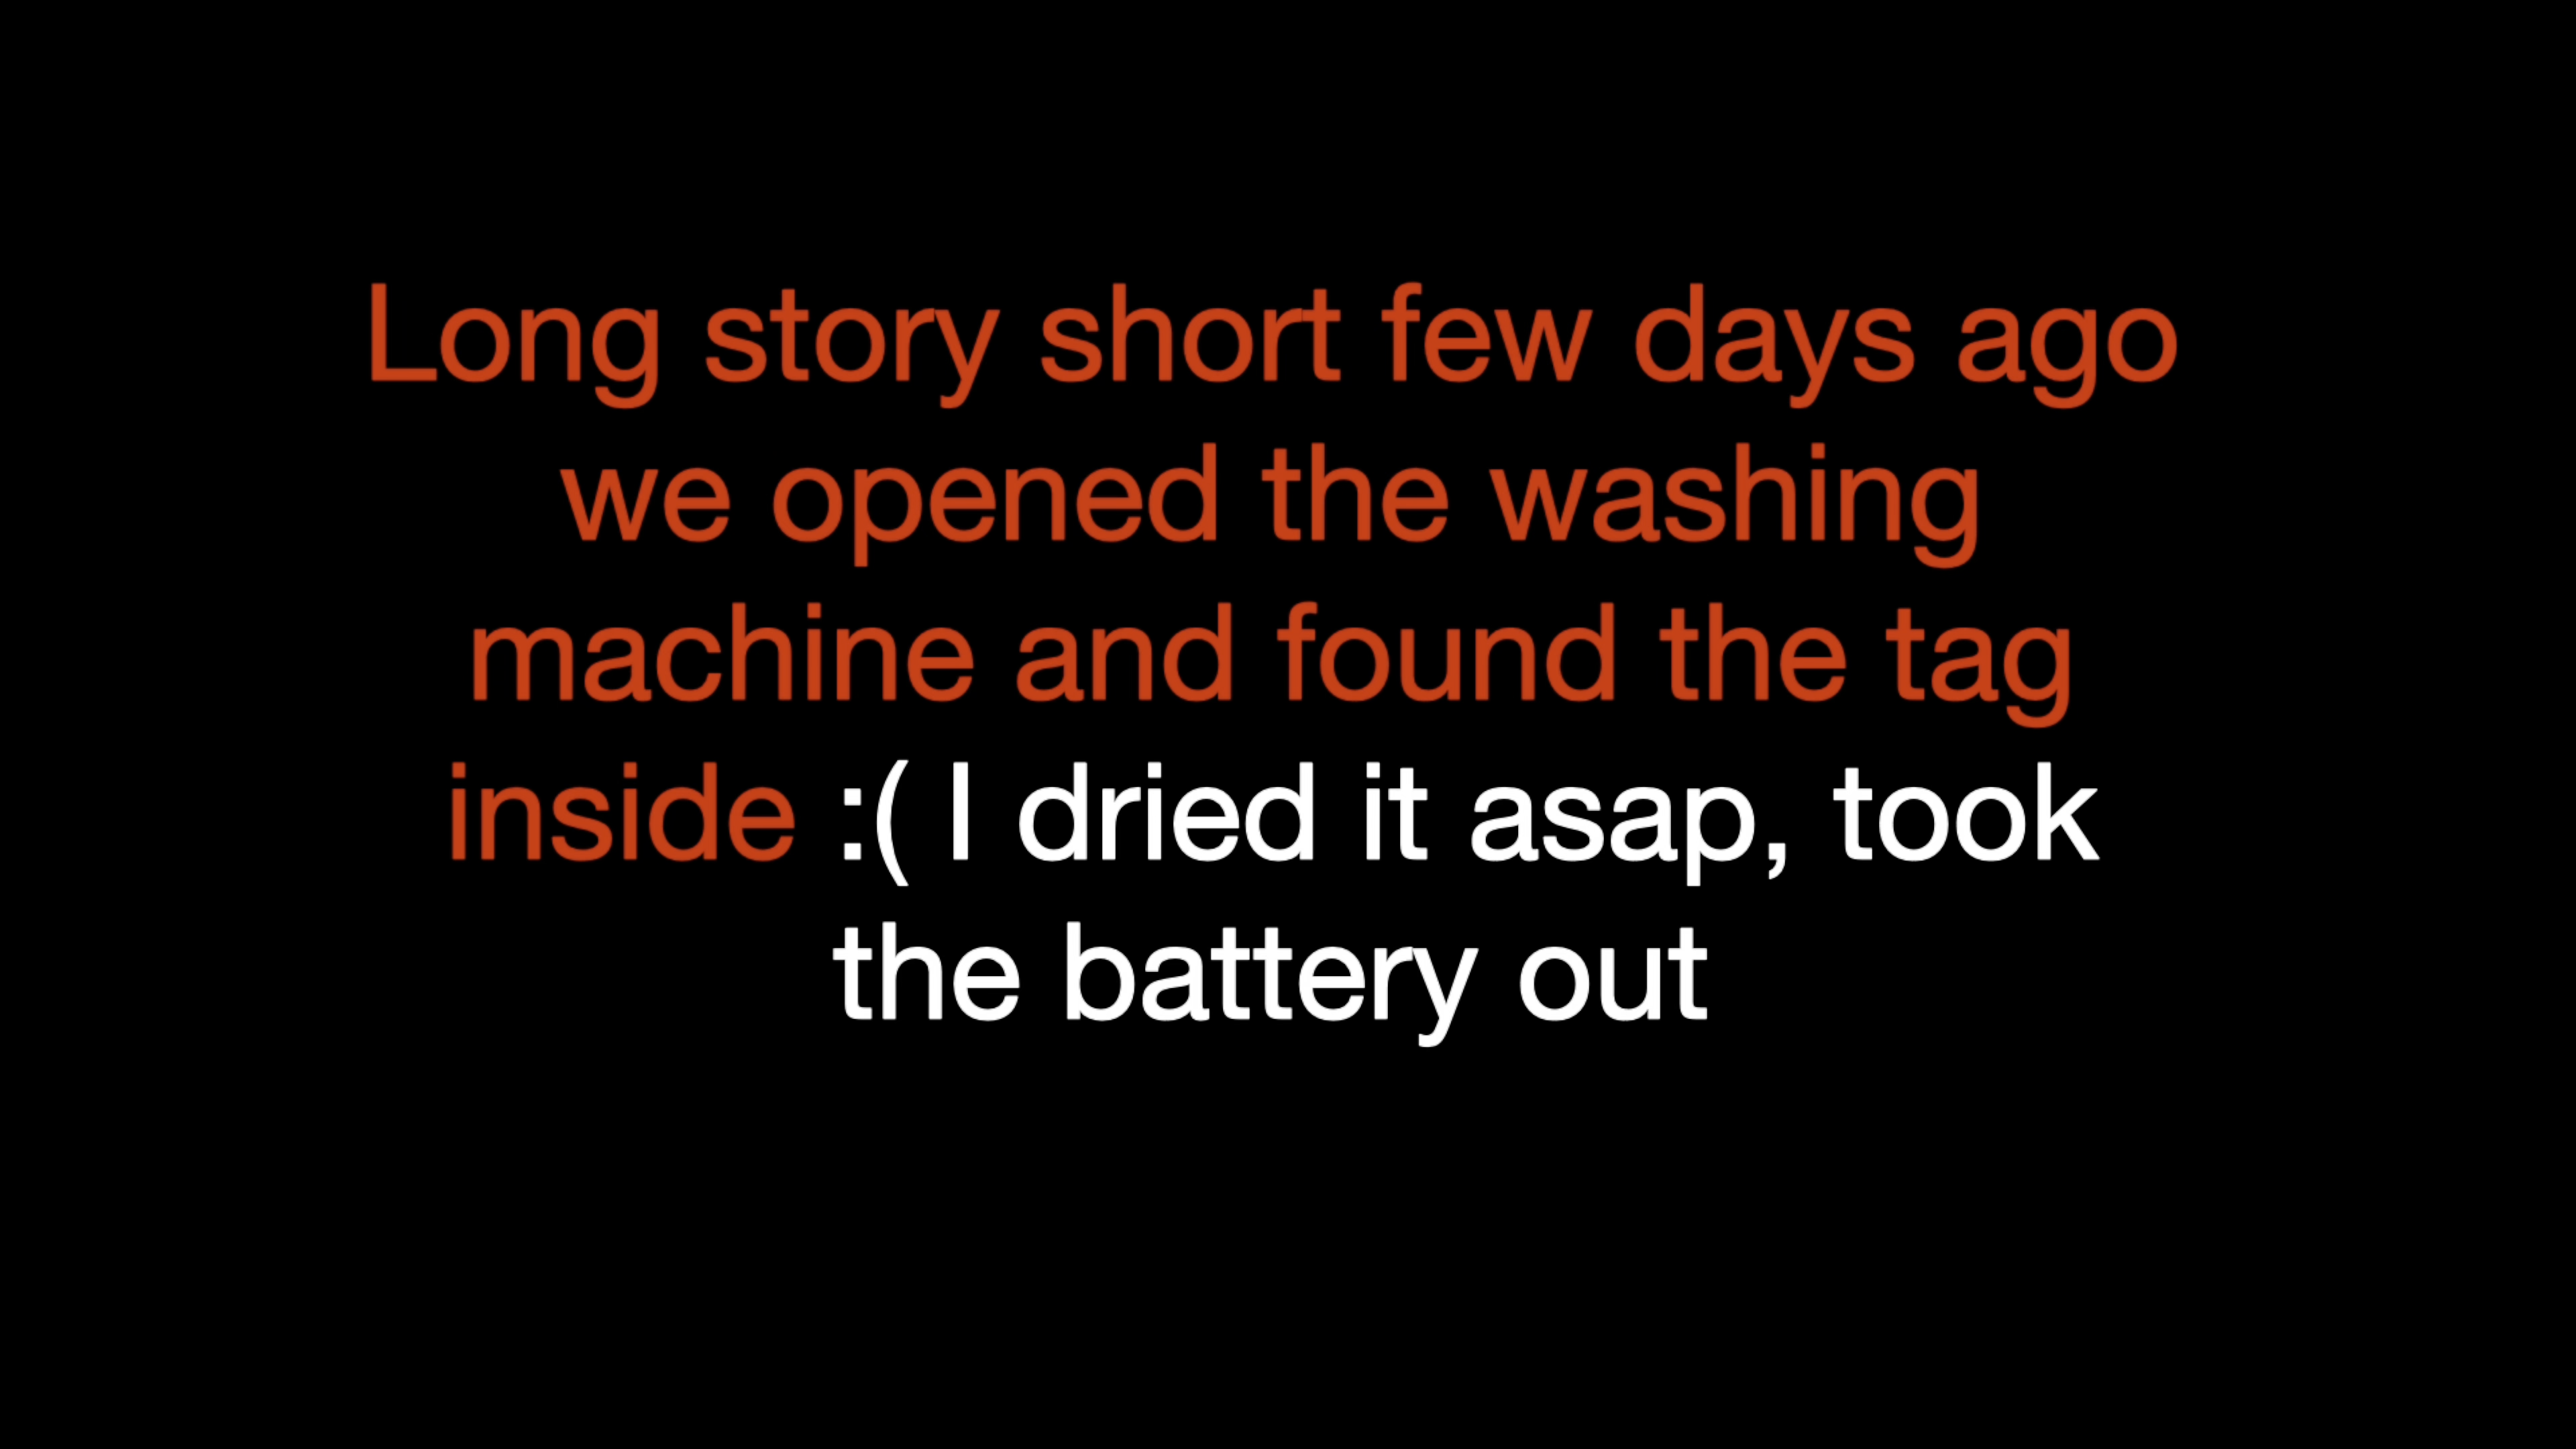 Long story short few days ago
we opened the washing
machine and found the tag
inside :( I dried it asap, took
the battery out